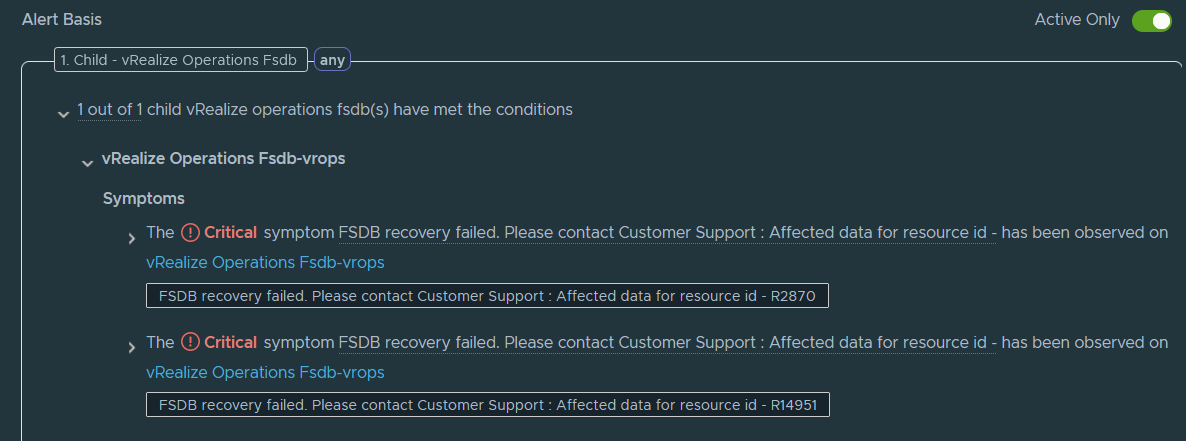 Alert Basis
Active Only
1. Child - vRealize Operations Fsdb
any
1 out of 1 child vRealize operations fsdb(s) have met the conditions
vRealize Operations Fsdb-vrops
Symptoms
The Critical symptom FSDB recovery failed. Please contact Customer Support : Affected data for resource id - has been observed on
vRealize Operations Fsdb-vrops
FSDB recovery failed. Please contact Customer Support : Affected data for resource id - R2870
The Critical symptom FSDB recovery failed. Please contact Customer Support : Affected data for resource id - has been observed on
vRealize Operations Fsdb-vrops
FSDB recovery failed. Please contact Customer Support : Affected data for resource id - R14951